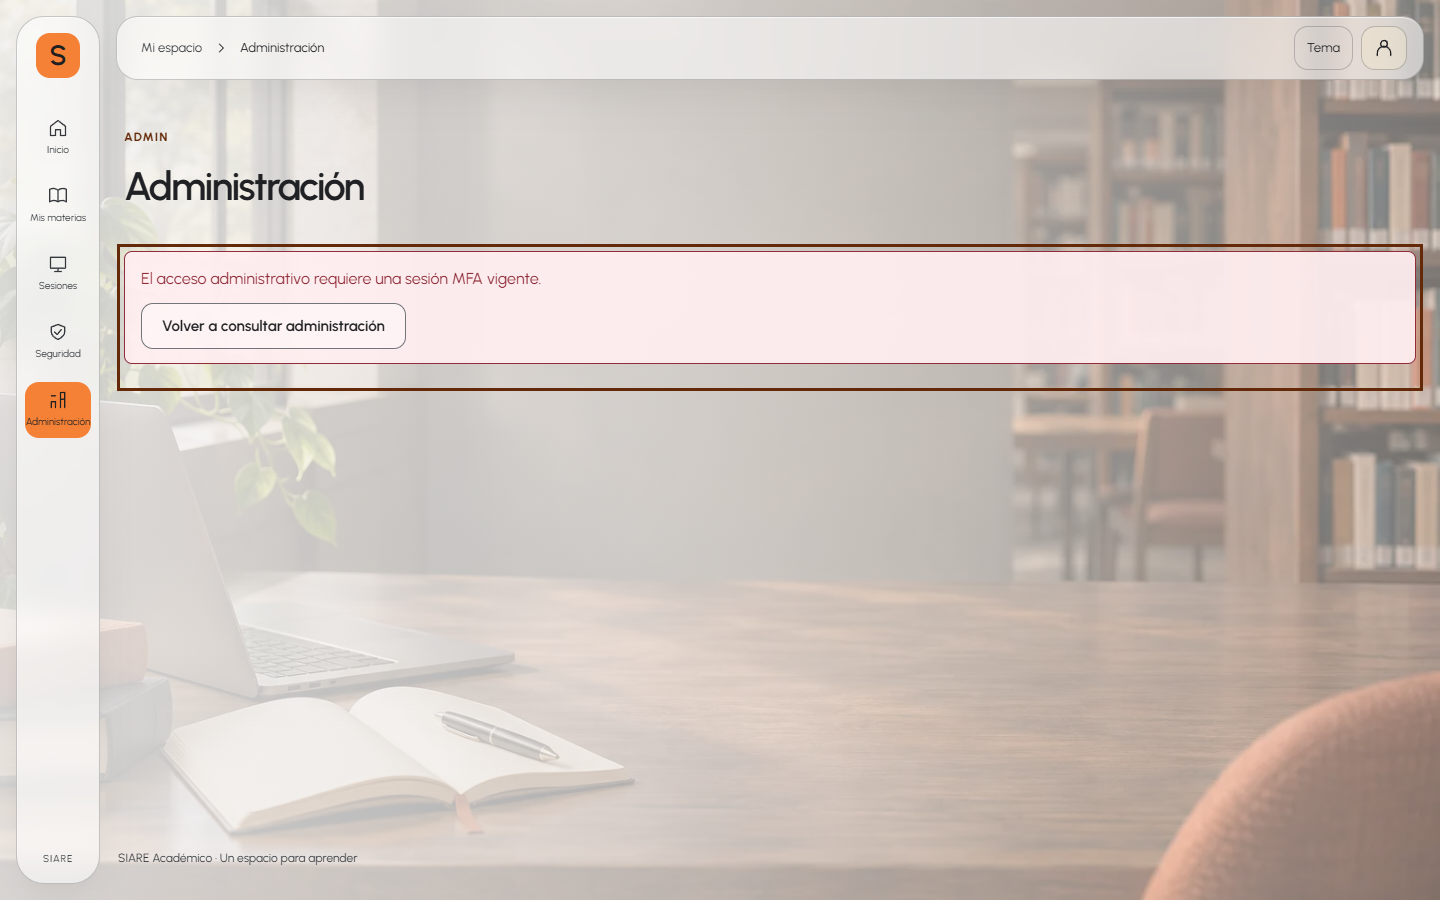 S
Mi espacio > Administración
Tema
Inicio
Mis materias
Sesiones
Seguridad
Administración
ADMIN
Administración
El acceso administrativo requiere una sesión MFA vigente.
Volver a consultar administración
SIARE
SIARE Académico · Un espacio para aprender